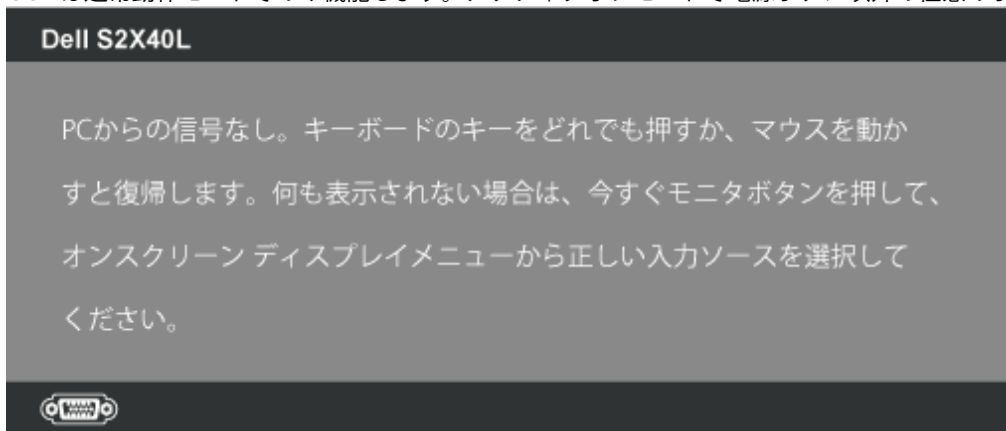 Dell S2X40L
PCからの信号なし。キーボードのキーをどれでも押すか、マウスを動か
すと復帰します。何も表示されない場合は、今すぐモニタボタンを押して、
オンスクリーン ディスプレイメニューから正しい入力ソースを選択して
ください。